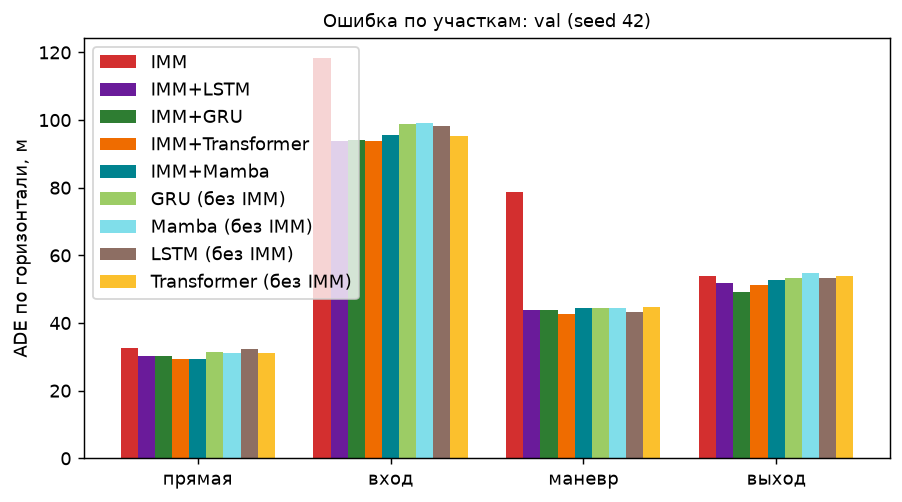 Ошибка по участкам: val (seed 42)
ADE по горизонтали, м
120
100
80
60
40
20
0
IMM
IMM+LSTM
IMM+GRU
IMM+Transformer
IMM+Mamba
GRU (без IMM)
Mamba (без IMM)
LSTM (без IMM)
Transformer (без IMM)
прямая
вход
маневр
выход